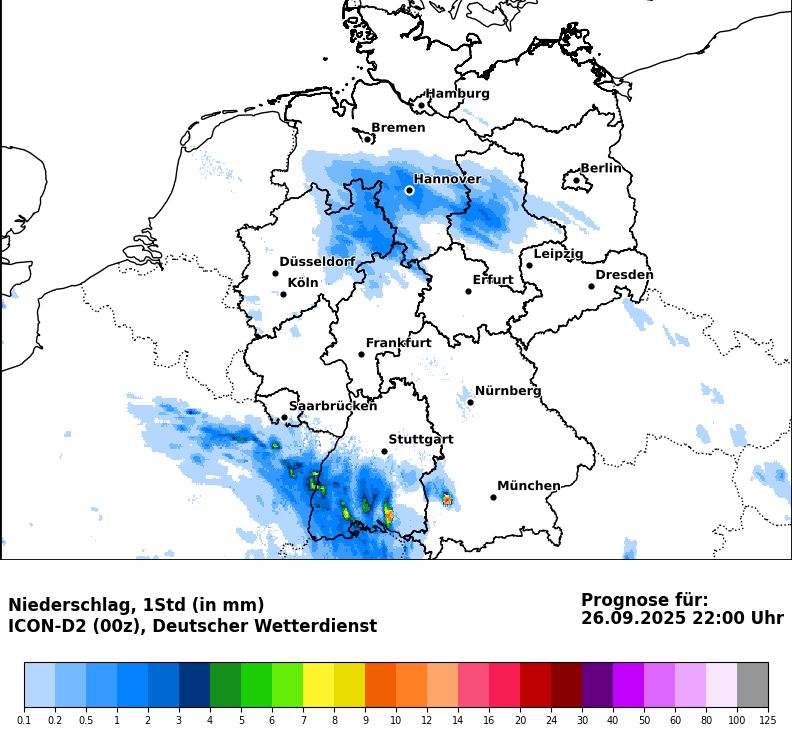 Hamburg
Bremen
Berlin
Hannover
Leipzig
Düsseldorf
Dresden
Köln
Erfurt
Frankfurt
Nürnberg
Saarbrücken
Stuttgart
München
Niederschlag, 1Std (in mm)
ICON-D2 (00z), Deutscher Wetterdienst
Prognose für:
26.09.2025 22:00 Uhr
0.1 0.2 0.5 1 2 3 4 5 6 7 8 9 10 12 14 16 20 24 30 40 50 60 80 100 125